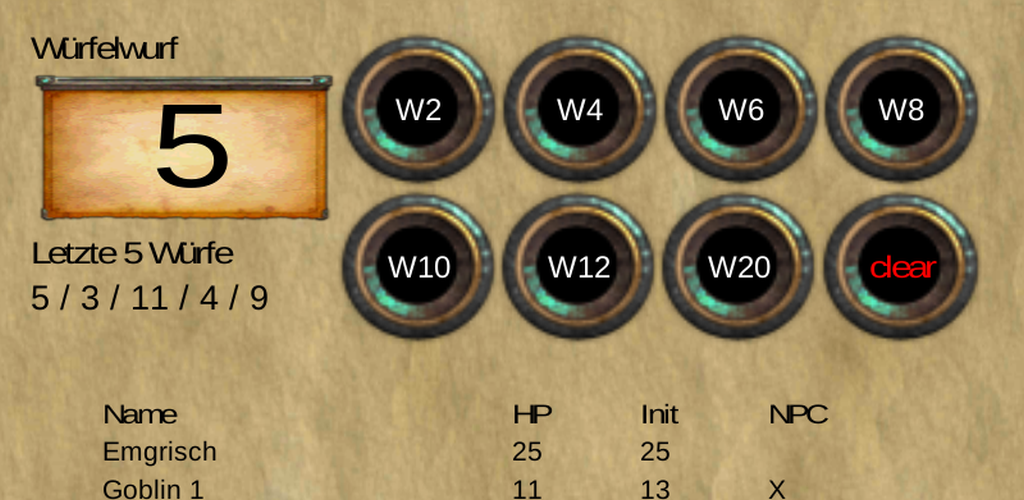 Würfelwurf
5
W2 W4 W6 W8
Letzte 5 Würfe
5 / 3 / 11 / 4 / 9
W10 W12 W20 clear
Name HP Init NPC
Emgrisch 25 25
Goblin 1 11 13 X